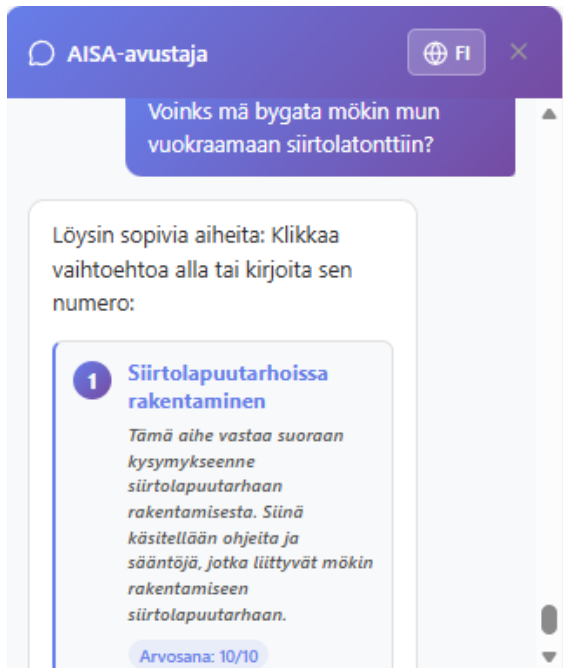 AISA-avustaja
FI
Voinks mä bygata mökin mun
vuokraamaan siirtolatonttiin?
Löysin sopivia aiheita: Klikkaa
vaihtoehtoa alla tai kirjoita sen
numero:
1
Siirtolapuutarhoissa
rakentaminen
Tämä aihe vastaa suoraan
kysymykseenne
siirtolapuutarhaan
rakentamisesta. Siinä
käsitellään ohjeita ja
sääntöjä, jotka liittyvät mökin
rakentamiseen
siirtolapuutarhaan.
Arvosana: 10/10